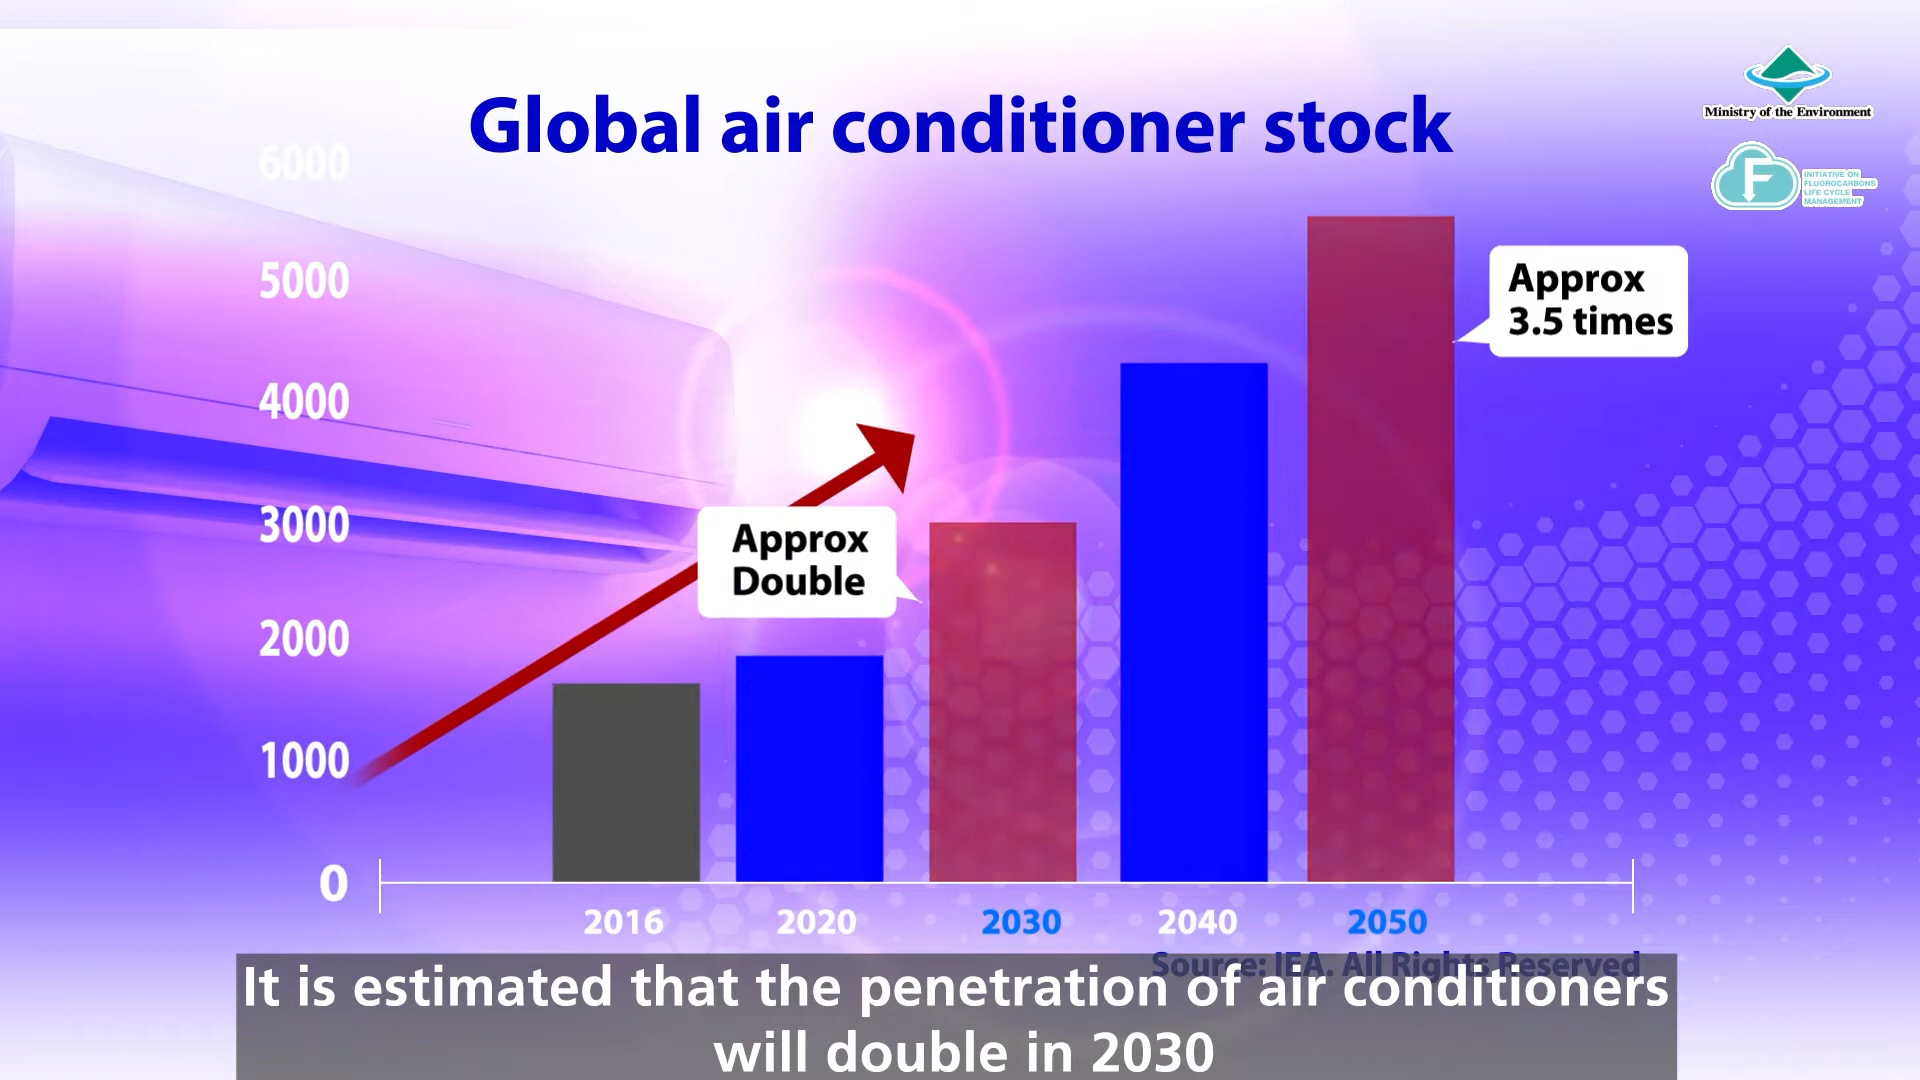 Global air conditioner stock
Ministry of the Environment
F
INITIATIVE ON
FLUOROCARBONS
LIFE CYCLE
MANAGEMENT
6000
5000
4000
3000
2000
1000
0
Approx
3.5 times
Approx
Double
2016
2020
2030
2040
2050
Source: IEA. All Rights Reserved
It is estimated that the penetration of air conditioners
will double in 2030